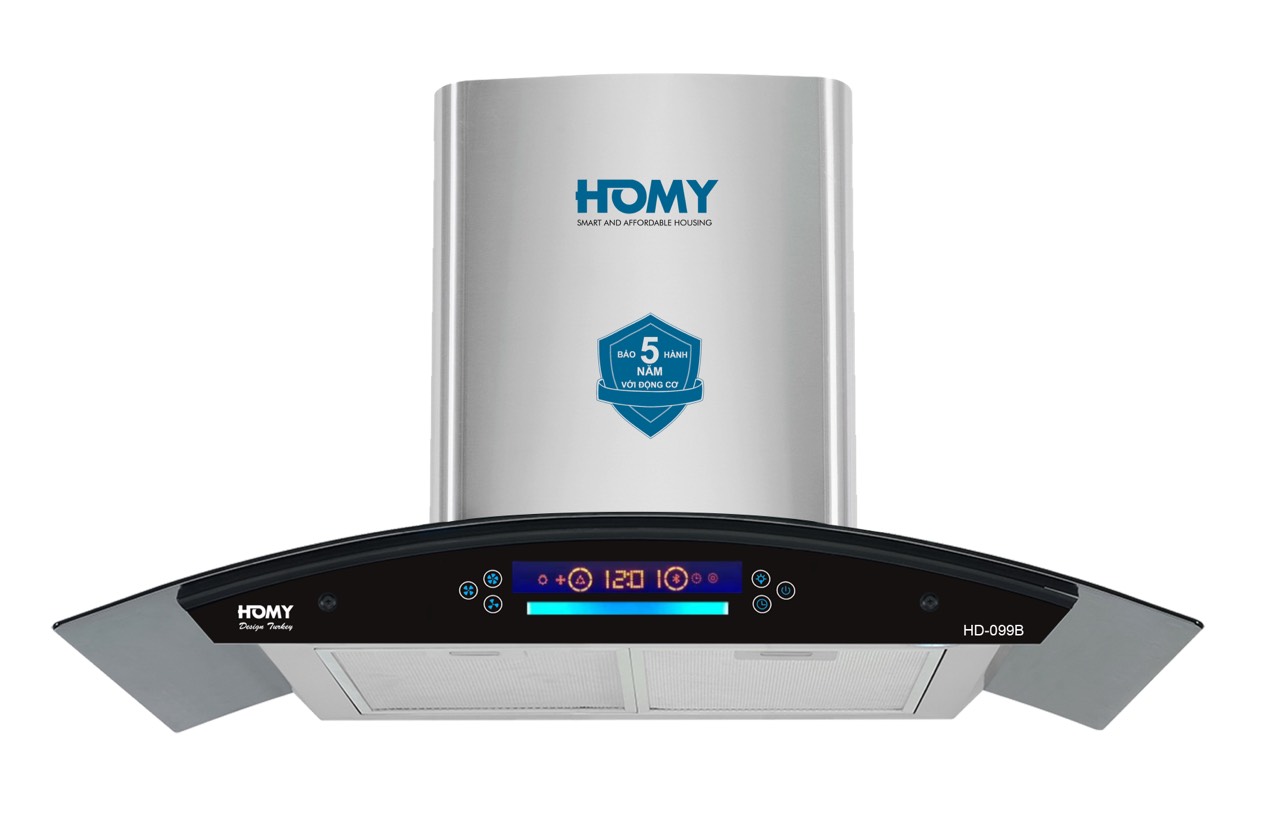 HOMY
SMART AND AFFORDABLE HOUSING
BẢO 5 HÀNH
NĂM
VỚI ĐỘNG CƠ
12:01
HOMY
Design Turkey
HD-099B